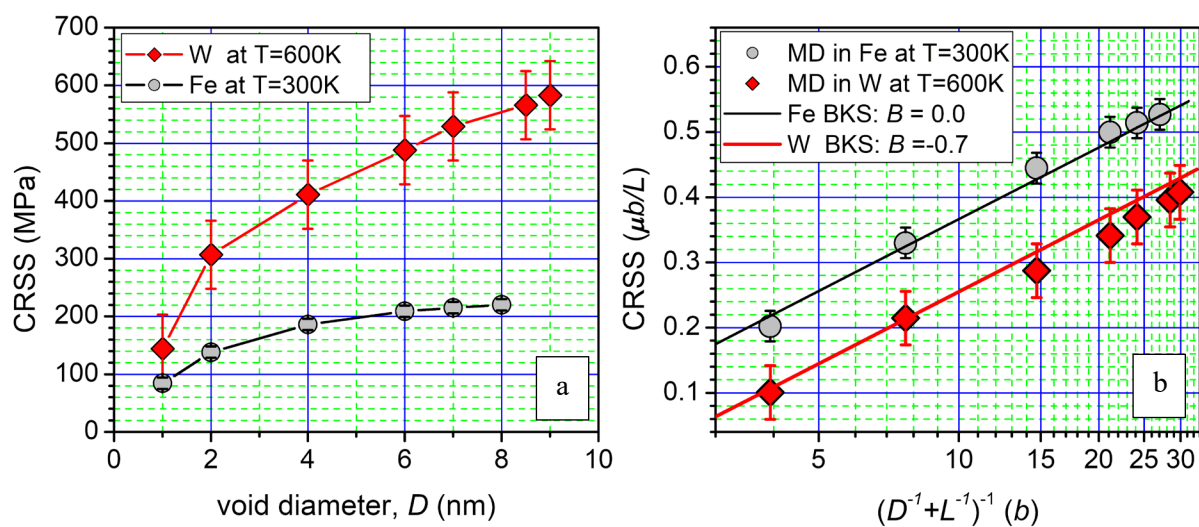 700
600
500
400
300
200
100
0
CRSS (MPa)
W at T=600K
Fe at T=300K
a
0 2 4 6 8 10
void diameter, D (nm)
0.6
0.5
0.4
0.3
0.2
0.1
CRSS (μb/L)
MD in Fe at T=300K
MD in W at T=600K
Fe BKS: B = 0.0
W BKS: B =-0.7
b
5 10 15 20 25 30
(D⁻¹+L⁻¹)⁻¹ (b)